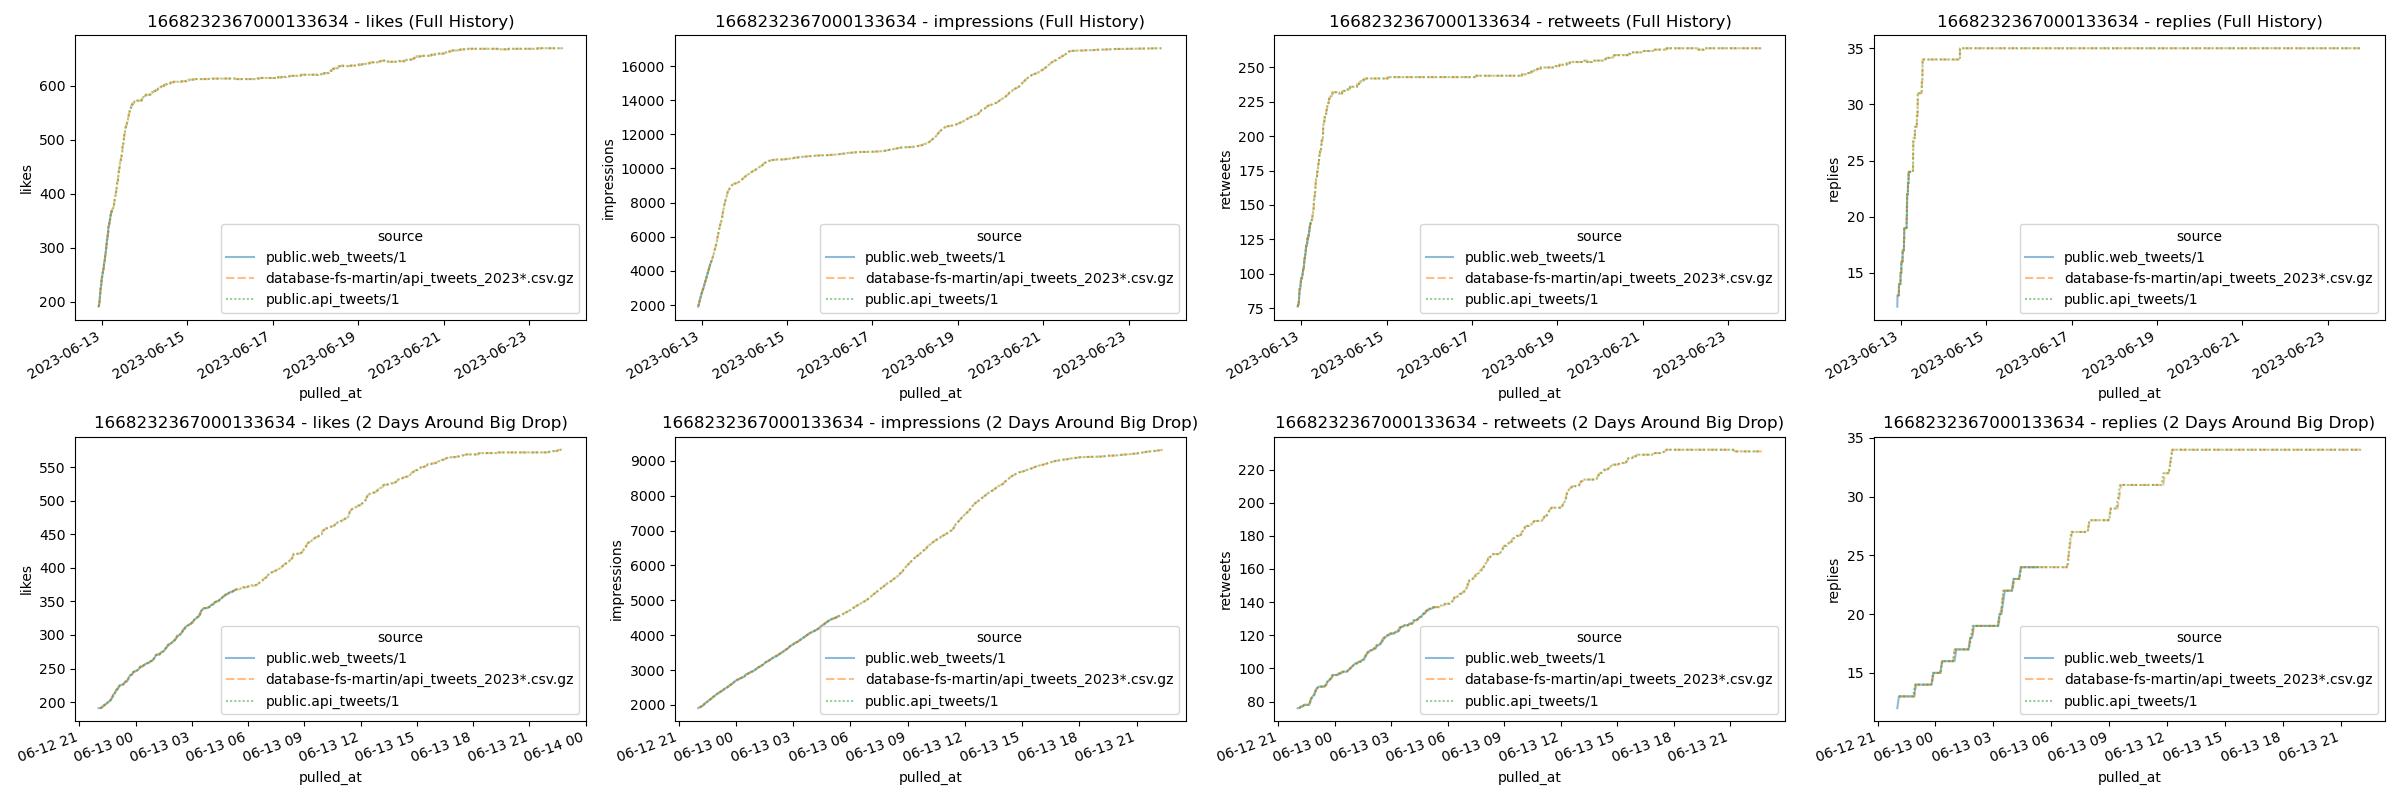 1668232367000133634 - likes (Full History)
600
500
400
300
200
likes
source
public.web_tweets/1
database-fs-martin/api_tweets_2023*.csv.gz
public.api_tweets/1
2023-06-13
2023-06-15
2023-06-17
2023-06-19
2023-06-21
2023-06-23
pulled_at
1668232367000133634 - impressions (Full History)
16000
14000
12000
10000
8000
6000
4000
2000
impressions
source
public.web_tweets/1
database-fs-martin/api_tweets_2023*.csv.gz
public.api_tweets/1
2023-06-13
2023-06-15
2023-06-17
2023-06-19
2023-06-21
2023-06-23
pulled_at
1668232367000133634 - retweets (Full History)
250
225
200
175
150
125
100
75
retweets
source
public.web_tweets/1
database-fs-martin/api_tweets_2023*.csv.gz
public.api_tweets/1
2023-06-13
2023-06-15
2023-06-17
2023-06-19
2023-06-21
2023-06-23
pulled_at
1668232367000133634 - replies (Full History)
35
30
25
20
15
replies
source
public.web_tweets/1
database-fs-martin/api_tweets_2023*.csv.gz
public.api_tweets/1
2023-06-13
2023-06-15
2023-06-17
2023-06-19
2023-06-21
2023-06-23
pulled_at
1668232367000133634 - likes (2 Days Around Big Drop)
550
500
450
400
350
300
250
200
likes
source
public.web_tweets/1
database-fs-martin/api_tweets_2023*.csv.gz
public.api_tweets/1
06-12 21
06-13 00
06-13 03
06-13 06
06-13 09
06-13 12
06-13 15
06-13 18
06-13 21
06-14 00
pulled_at
1668232367000133634 - impressions (2 Days Around Big Drop)
9000
8000
7000
6000
5000
4000
3000
2000
impressions
source
public.web_tweets/1
database-fs-martin/api_tweets_2023*.csv.gz
public.api_tweets/1
06-12 21
06-13 00
06-13 03
06-13 06
06-13 09
06-13 12
06-13 15
06-13 18
06-13 21
pulled_at
1668232367000133634 - retweets (2 Days Around Big Drop)
220
200
180
160
140
120
100
80
retweets
source
public.web_tweets/1
database-fs-martin/api_tweets_2023*.csv.gz
public.api_tweets/1
06-12 21
06-13 00
06-13 03
06-13 06
06-13 09
06-13 12
06-13 15
06-13 18
06-13 21
pulled_at
1668232367000133634 - replies (2 Days Around Big Drop)
35
30
25
20
15
replies
source
public.web_tweets/1
database-fs-martin/api_tweets_2023*.csv.gz
public.api_tweets/1
06-12 21
06-13 00
06-13 03
06-13 06
06-13 09
06-13 12
06-13 15
06-13 18
06-13 21
pulled_at